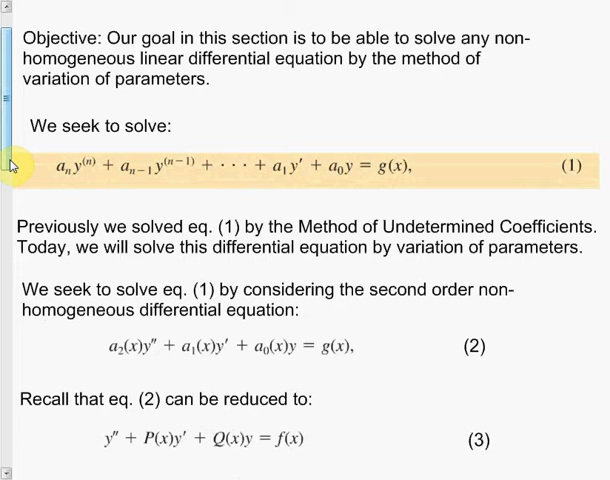 Objective: Our goal in this section is to be able to solve any non-
homogeneous linear differential equation by the method of
variation of parameters.
We seek to solve:
aₙy⁽ⁿ⁾ + aₙ₋₁y⁽ⁿ⁻¹⁾ + · · · + a₁y′ + a₀y = g(x), (1)
Previously we solved eq. (1) by the Method of Undetermined Coefficients.
Today, we will solve this differential equation by variation of parameters.
We seek to solve eq. (1) by considering the second order non-
homogeneous differential equation:
a₂(x)y″ + a₁(x)y′ + a₀(x)y = g(x), (2)
Recall that eq. (2) can be reduced to:
y″ + P(x)y′ + Q(x)y = f(x) (3)